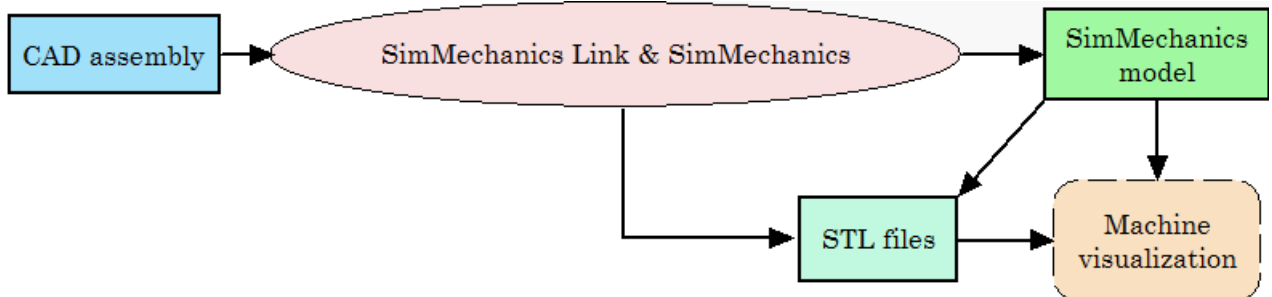 CAD assembly
SimMechanics Link & SimMechanics
SimMechanics
model
STL files
Machine
visualization